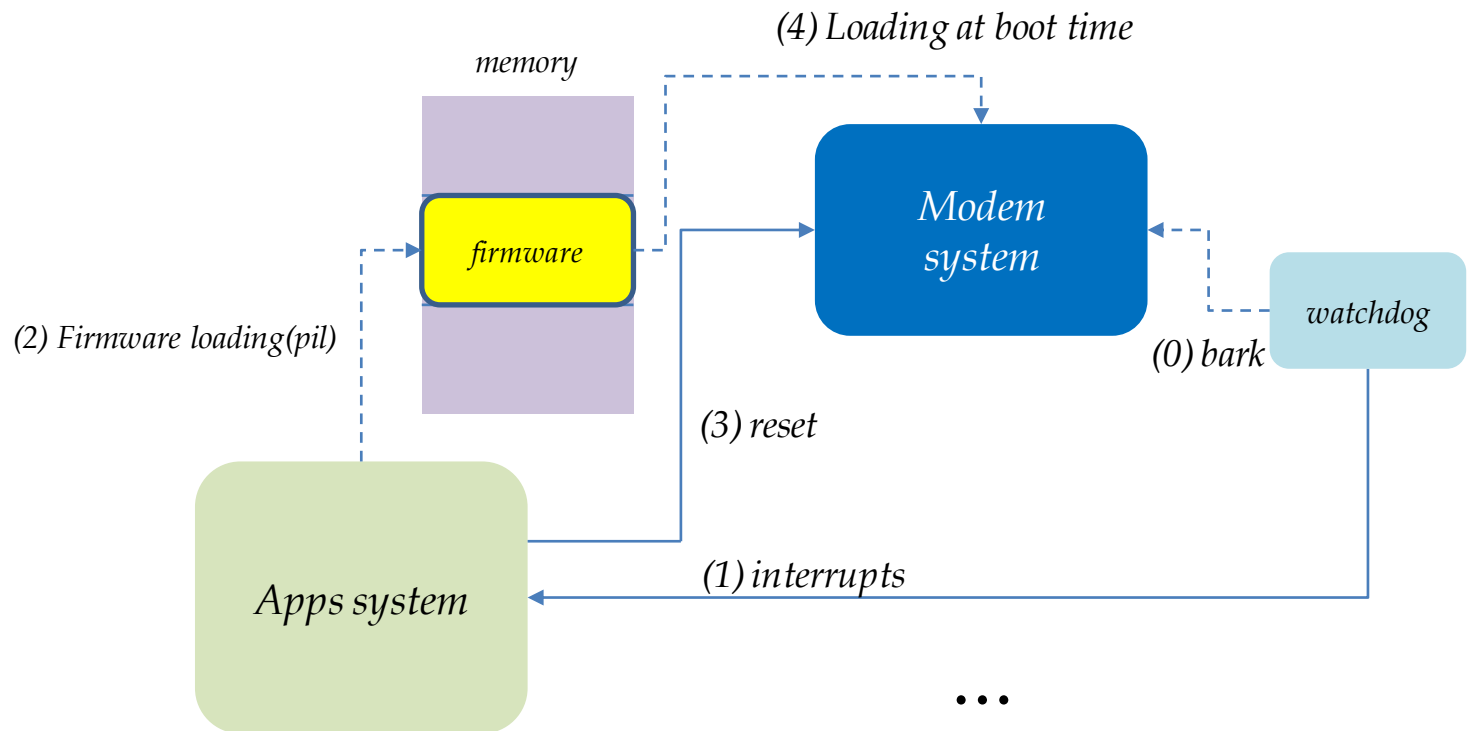 (4) Loading at boot time
memory
Modem
system
firmware
watchdog
(2) Firmware loading(pil)
(0) bark
(3) reset
(1) interrupts
Apps system
...